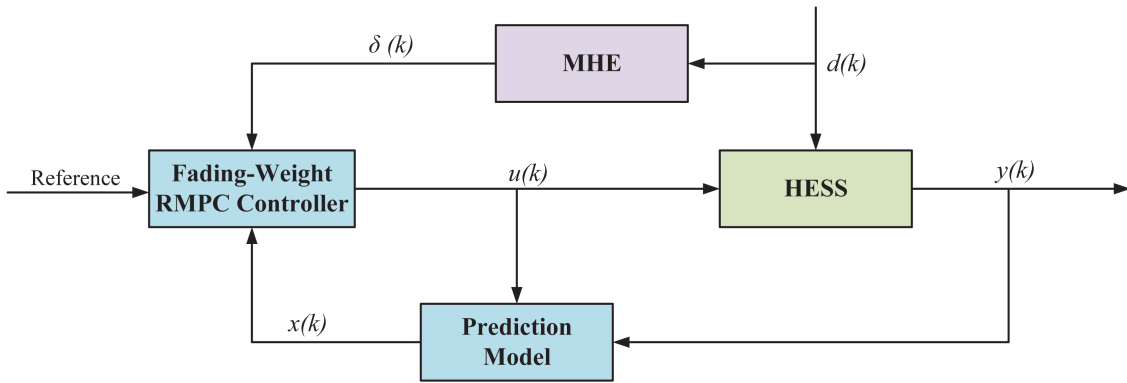 δ (k)
MHE
d(k)
Reference
Fading-Weight
RMPC Controller
u(k)
HESS
y(k)
x(k)
Prediction
Model